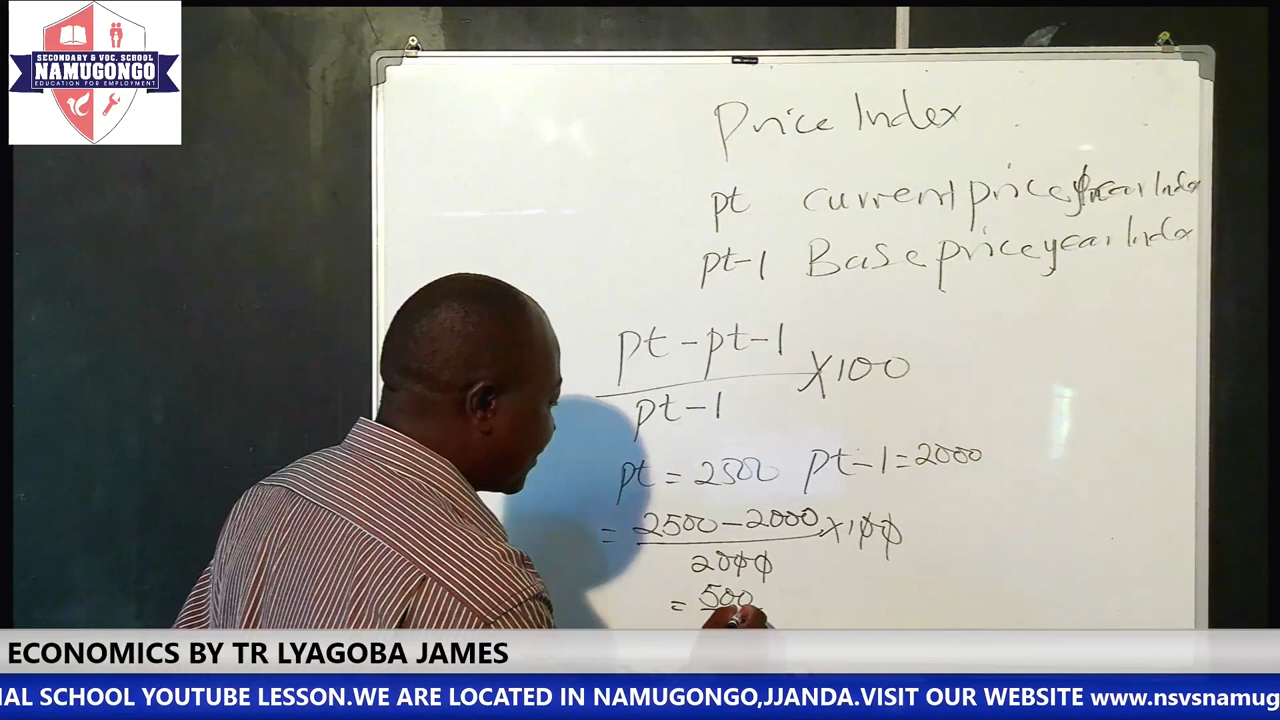 SECONDARY & VOC. SCHOOL
NAMUGONGO
EDUCATION FOR EMPLOYMENT
Price Index
pt current price year Index
pt-1 Base price year Index
pt - pt-1
pt-1
X100
pt = 2500 pt-1 = 2000
= 2500-2000 x100
2000
= 500
ECONOMICS BY TR LYAGOBA JAMES
NAL SCHOOL YOUTUBE LESSON.WE ARE LOCATED IN NAMUGONGO,JJANDA.VISIT OUR WEBSITE www.nsvsnamug